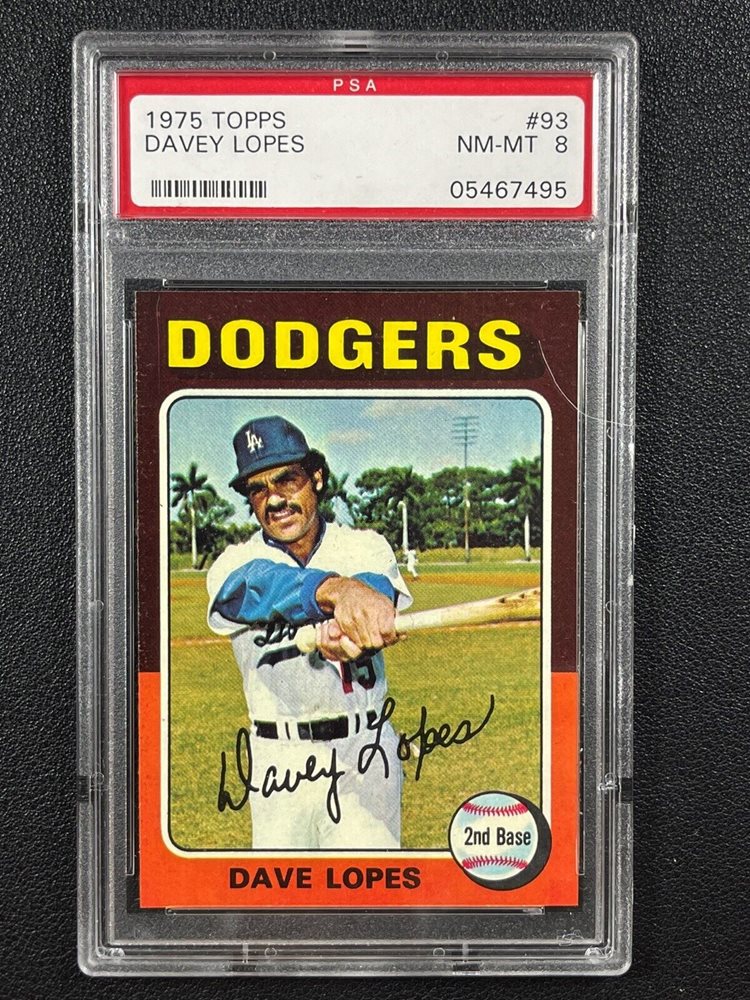 PSA
1975 TOPPS #93
DAVEY LOPES NM-MT 8
05467495
DODGERS
LA
15
Davey Lopes
2nd Base
DAVE LOPES